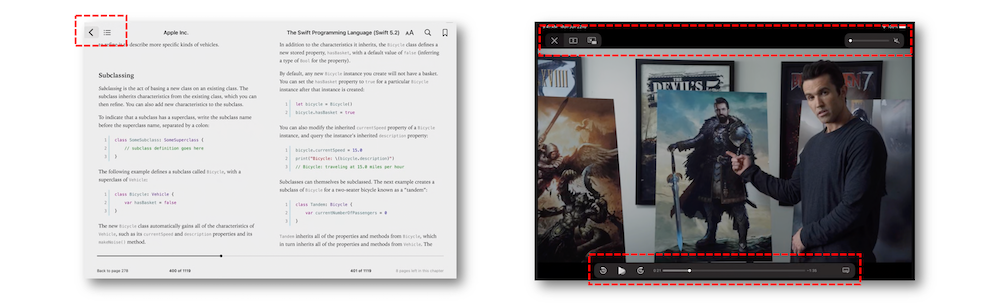 Apple Inc.
The Swift Programming Language (Swift 5.2)
AA
describe more specific kinds of vehicles.
Subclassing
Subclassing is the act of basing a new class on an existing class. The
subclass inherits characteristics from the existing class, which you can
then refine. You can also add new characteristics to the subclass.
To indicate that a subclass has a superclass, write the subclass name
before the superclass name, separated by a colon:
1 class SomeSubclass: SomeSuperclass {
2 // subclass definition goes here
3 }
The following example defines a subclass called Bicycle, with a
superclass of Vehicle:
1 class Bicycle: Vehicle {
2 var hasBasket = false
3 }
The new Bicycle class automatically gains all of the characteristics of
Vehicle, such as its currentSpeed and description properties and its
makeNoise() method.
Back to page 278
400 of 1118
In addition to the characteristics it inherits, the Bicycle class defines a
new stored property, hasBasket, with a default value of false (inferring
a type of Bool for the property).
By default, any new Bicycle instance you create will not have a basket.
You can set the hasBasket property to true for a particular Bicycle
instance after that instance is created:
1 let bicycle = Bicycle()
2 bicycle.hasBasket = true
You can also modify the inherited currentSpeed property of a Bicycle
instance, and query the instance's inherited description property:
1 bicycle.currentSpeed = 15.0
2 print("Bicycle: \(bicycle.description)")
3 // Bicycle: traveling at 15.0 miles per hour
Subclasses can themselves be subclassed. The next example creates a
subclass of Bicycle for a two-seater bicycle known as a "tandem":
1 class Tandem: Bicycle {
2 var currentNumberOfPassengers = 0
3 }
Tandem inherits all of the properties and methods from Bicycle, which
in turn inherits all of the properties and methods from Vehicle. The
401 of 1118
6 pages left in this chapter
THE
DEVIL'S